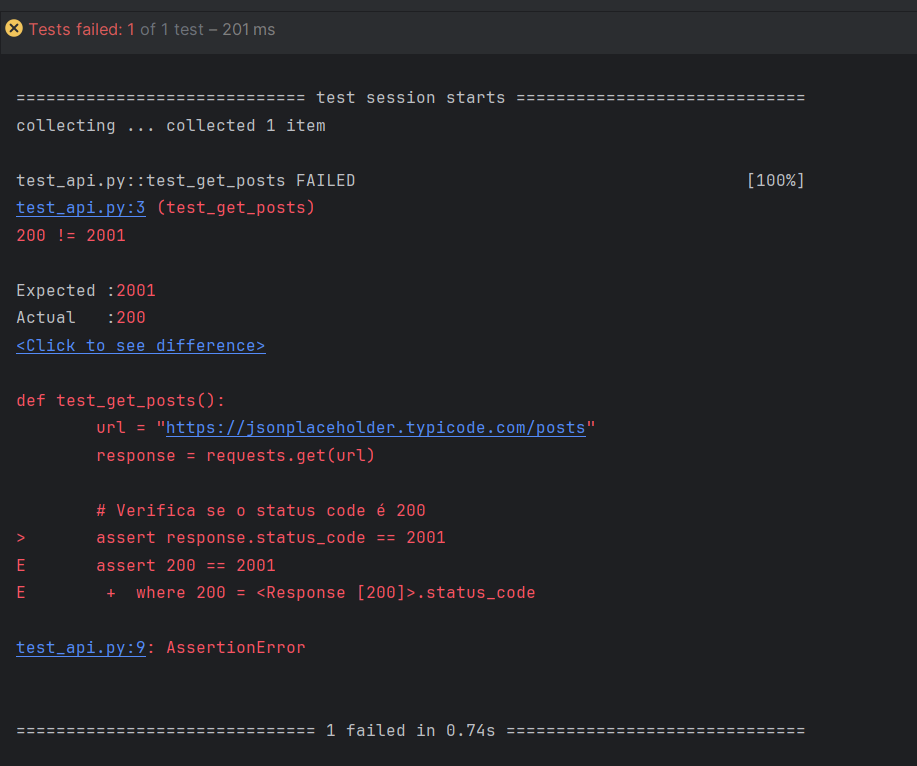 Tests failed: 1 of 1 test – 201 ms
============================= test session starts =============================
collecting ... collected 1 item
test_api.py::test_get_posts FAILED                                       [100%]
test_api.py:3 (test_get_posts)
200 != 2001
Expected :2001
Actual   :200
<Click to see difference>
def test_get_posts():
        url = "https://jsonplaceholder.typicode.com/posts"
        response = requests.get(url)
        # Verifica se o status code é 200
>       assert response.status_code == 2001
E       assert 200 == 2001
E        +  where 200 = <Response [200]>.status_code
test_api.py:9: AssertionError
============================== 1 failed in 0.74s ==============================